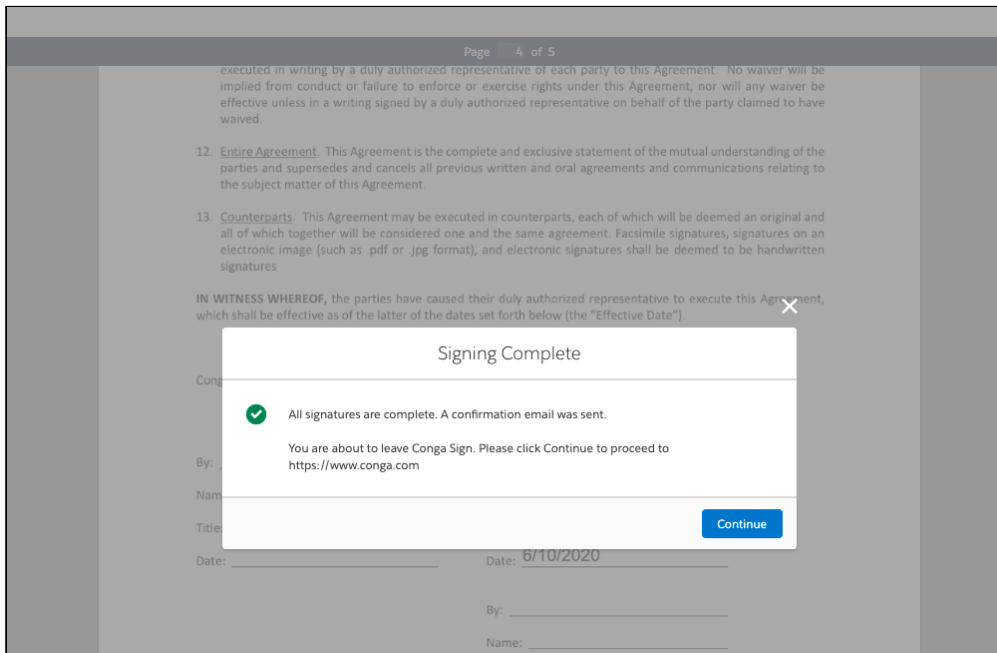 Page 4 of 5
executed in writing by a duly authorized representative of each party to this Agreement. No waiver will be
implied from conduct or failure to enforce or exercise rights under this Agreement, nor will any waiver be
effective unless in a writing signed by a duly authorized representative on behalf of the party claimed to have
waived.
12. Entire Agreement. This Agreement is the complete and exclusive statement of the mutual understanding of the
parties and supersedes and cancels all previous written and oral agreements and communications relating to
the subject matter of this Agreement.
13. Counterparts. This Agreement may be executed in counterparts, each of which will be deemed an original and
all of which together will be considered one and the same agreement. Facsimile signatures, signatures on an
electronic image (such as .pdf or .jpg format), and electronic signatures shall be deemed to be handwritten
signatures
IN WITNESS WHEREOF, the parties have caused their duly authorized representative to execute this Agreement,
which shall be effective as of the latter of the dates set forth below (the "Effective Date").
Signing Complete
Cong
All signatures are complete. A confirmation email was sent.
You are about to leave Conga Sign. Please click Continue to proceed to
https://www.conga.com
By:
Nam
Title:
Continue
Date: Date: 6/10/2020
By:
Name: